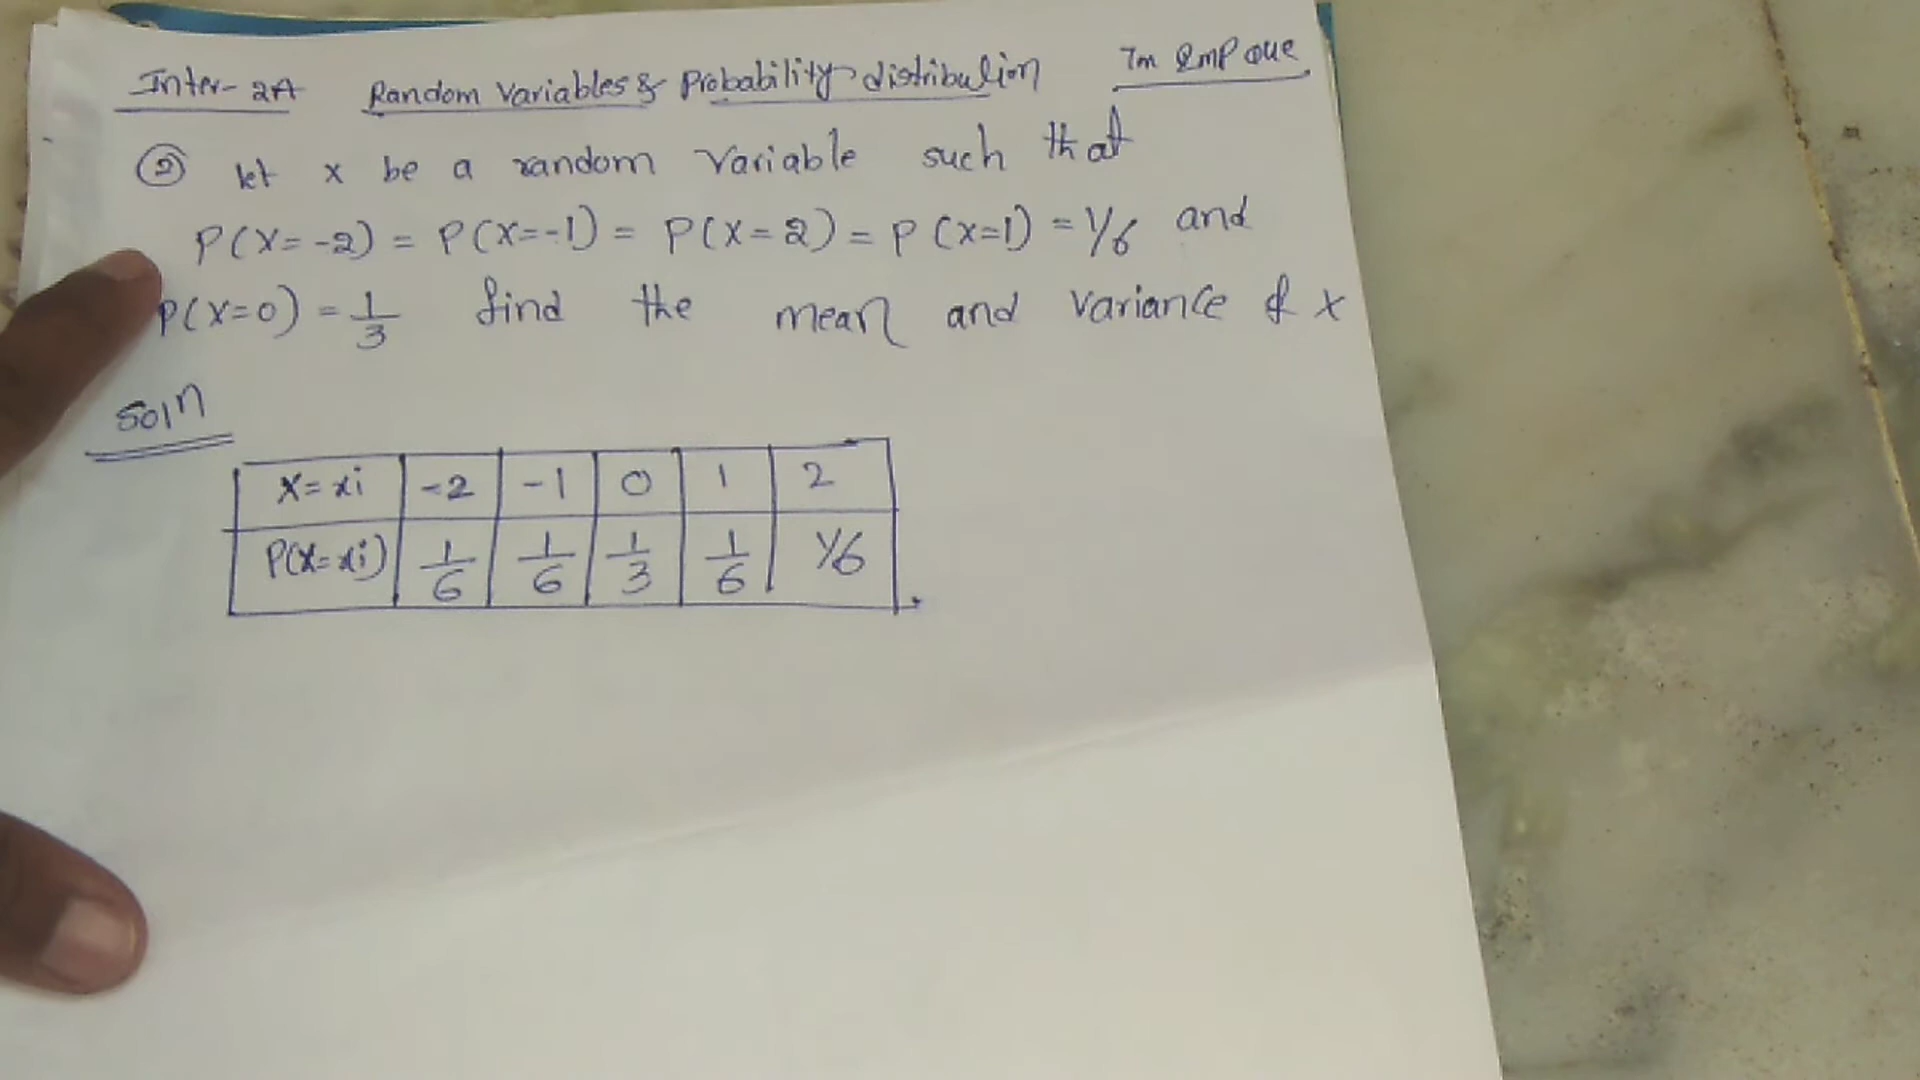 Inter-2A Random Variables & Probability distribution 7m Imp Que
② let x be a random variable such that
P(X=-2) = P(X=-1) = P(X=2) = P(X=1) = 1/6 and
P(X=0) = 1/3 find the mean and variance of x
Soln
X=xi -2 -1 0 1 2
P(X=xi) 1/6 1/6 1/3 1/6 1/6